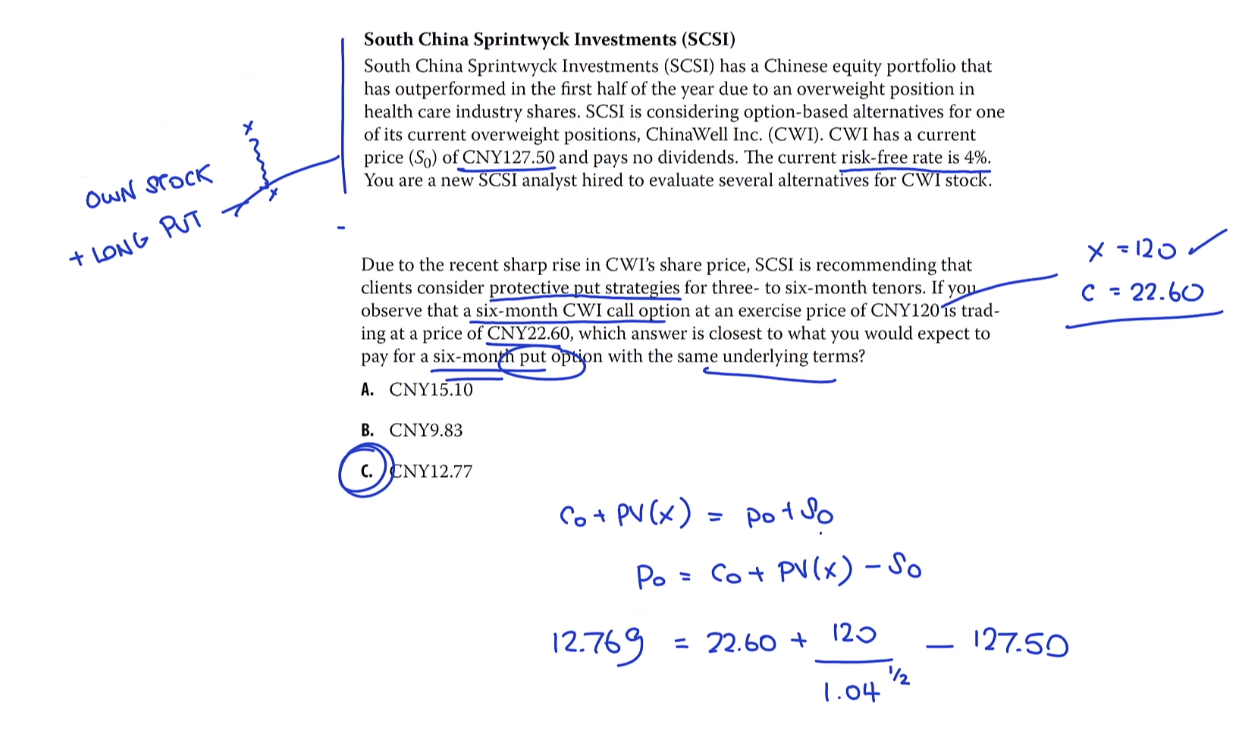 South China Sprintwyck Investments (SCSI)
South China Sprintwyck Investments (SCSI) has a Chinese equity portfolio that
has outperformed in the first half of the year due to an overweight position in
health care industry shares. SCSI is considering option-based alternatives for one
of its current overweight positions, ChinaWell Inc. (CWI). CWI has a current
price (S₀) of CNY127.50 and pays no dividends. The current risk-free rate is 4%.
You are a new SCSI analyst hired to evaluate several alternatives for CWI stock.
x
x
OWN STOCK
+ LONG PUT
Due to the recent sharp rise in CWI's share price, SCSI is recommending that
clients consider protective put strategies for three- to six-month tenors. If you
observe that a six-month CWI call option at an exercise price of CNY120 is trad-
ing at a price of CNY22.60, which answer is closest to what you would expect to
pay for a six-month put option with the same underlying terms?
X = 120 ✓
C = 22.60
A. CNY15.10
B. CNY9.83
C. CNY12.77
C₀ + PV(X) = P₀ + S₀
P₀ = C₀ + PV(X) − S₀
12.769 = 22.60 + 120 / 1.04^1/2 − 127.50